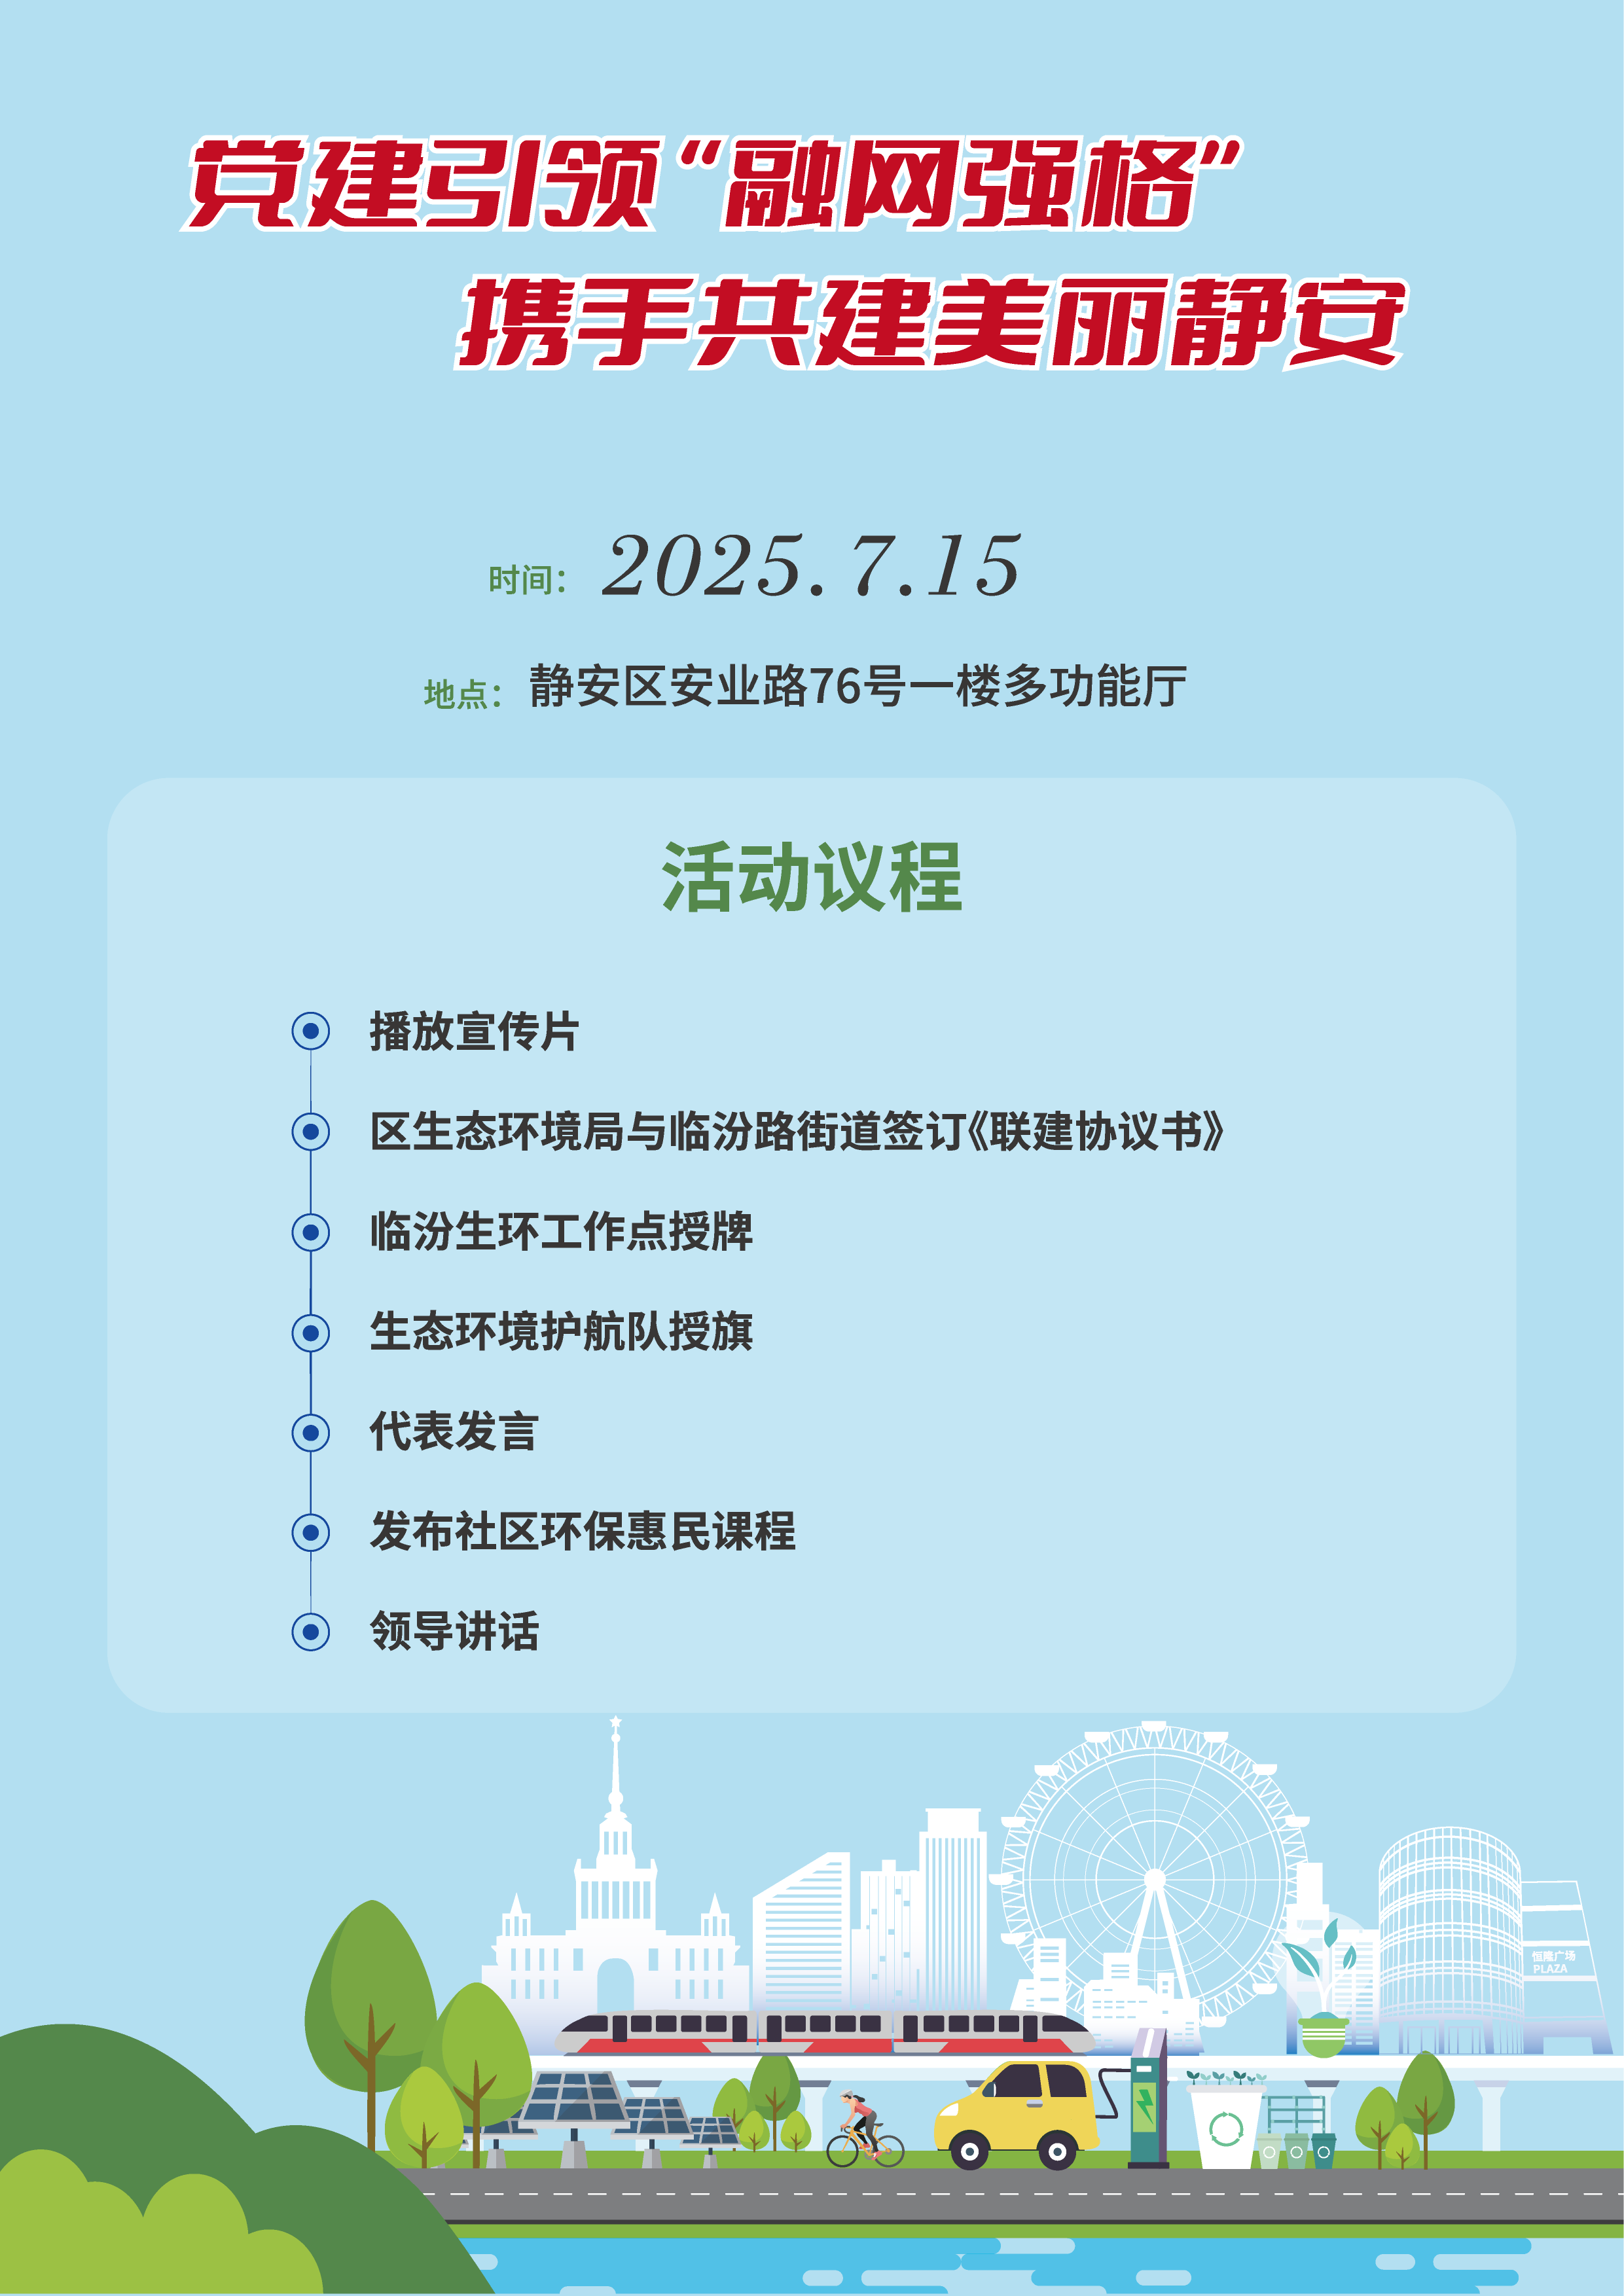 党建引领“融网强格”
携手共建美丽静安
时间：2025.7.15
地点：静安区安业路76号一楼多功能厅
活动议程
播放宣传片
区生态环境局与临汾路街道签订《联建协议书》
临汾生环工作点授牌
生态环境护航队授旗
代表发言
发布社区环保惠民课程
领导讲话
恒隆广场
PLAZA